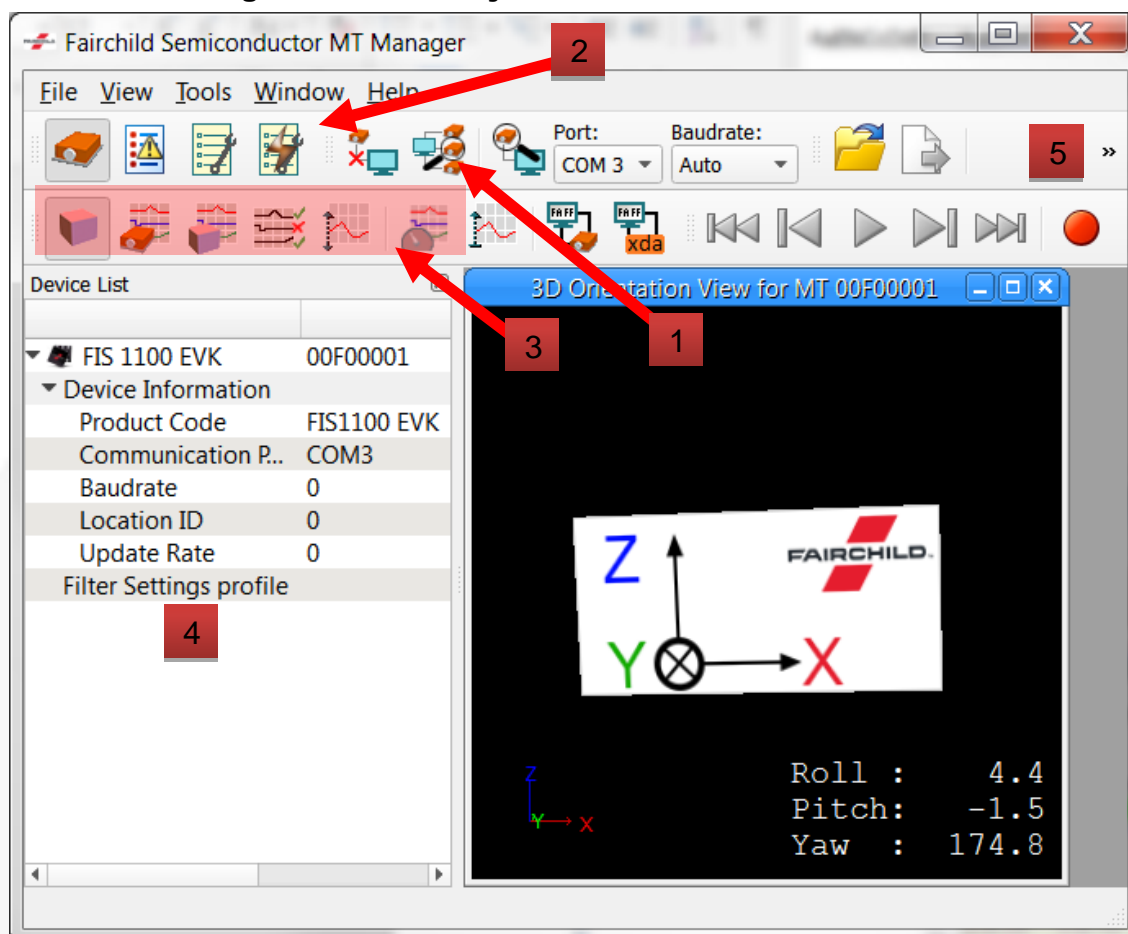 Fairchild Semiconductor MT Manager
2
File View Tools Window Help
Port: Baudrate:
COM 3 Auto
5
»
FAFF FAFF
xda
Device List
3D Orientation View for MT 00F00001
3
1
FIS 1100 EVK 00F00001
Device Information
Product Code FIS1100 EVK
Communication P... COM3
Baudrate 0
Location ID 0
Update Rate 0
Filter Settings profile
4
Z
FAIRCHILD
Y X
Z
Y X
Roll : 4.4
Pitch: -1.5
Yaw : 174.8